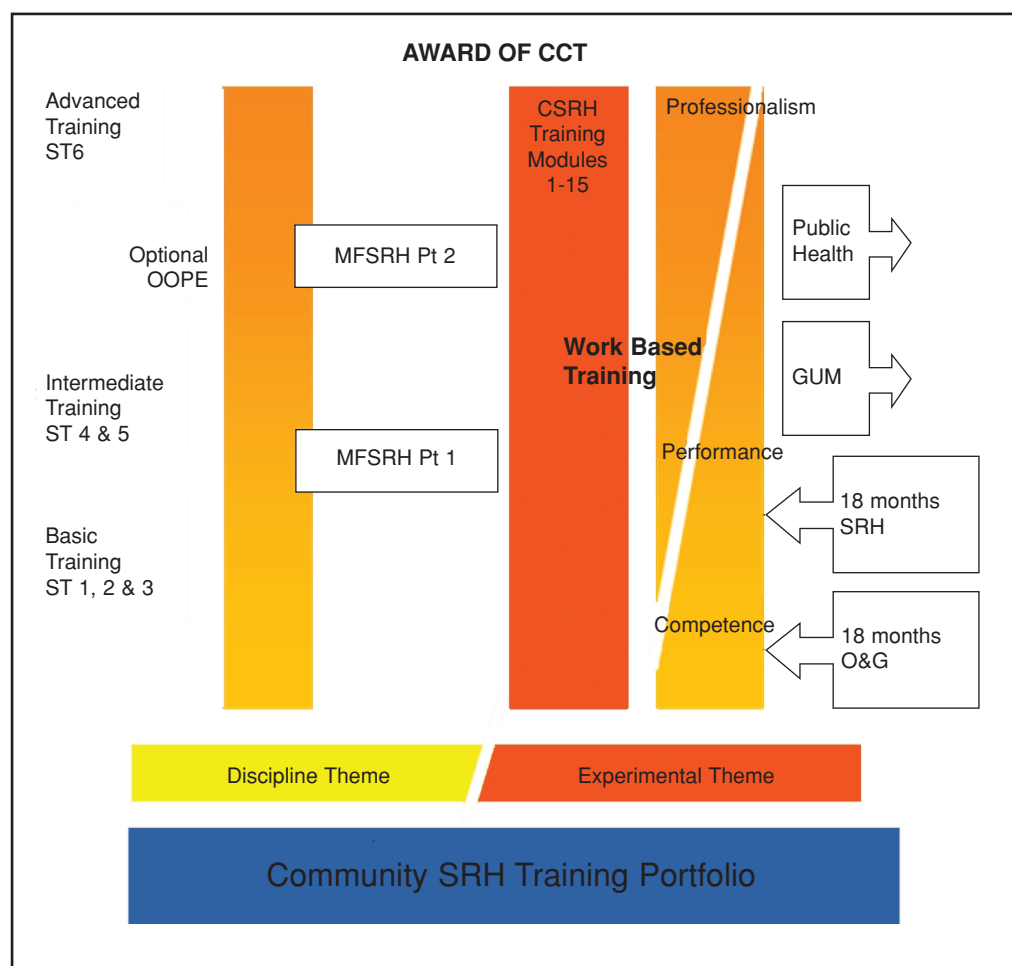 AWARD OF CCT
Advanced
Training
ST6
CSRH
Training
Modules
1-15
Professionalism
Optional
OOPE
MFSRH Pt 2
Public
Health
Work Based
Training
Intermediate
Training
ST 4 & 5
MFSRH Pt 1
GUM
Performance
18 months
SRH
Basic
Training
ST 1, 2 & 3
Competence
18 months
O&G
Discipline Theme
Experimental Theme
Community SRH Training Portfolio